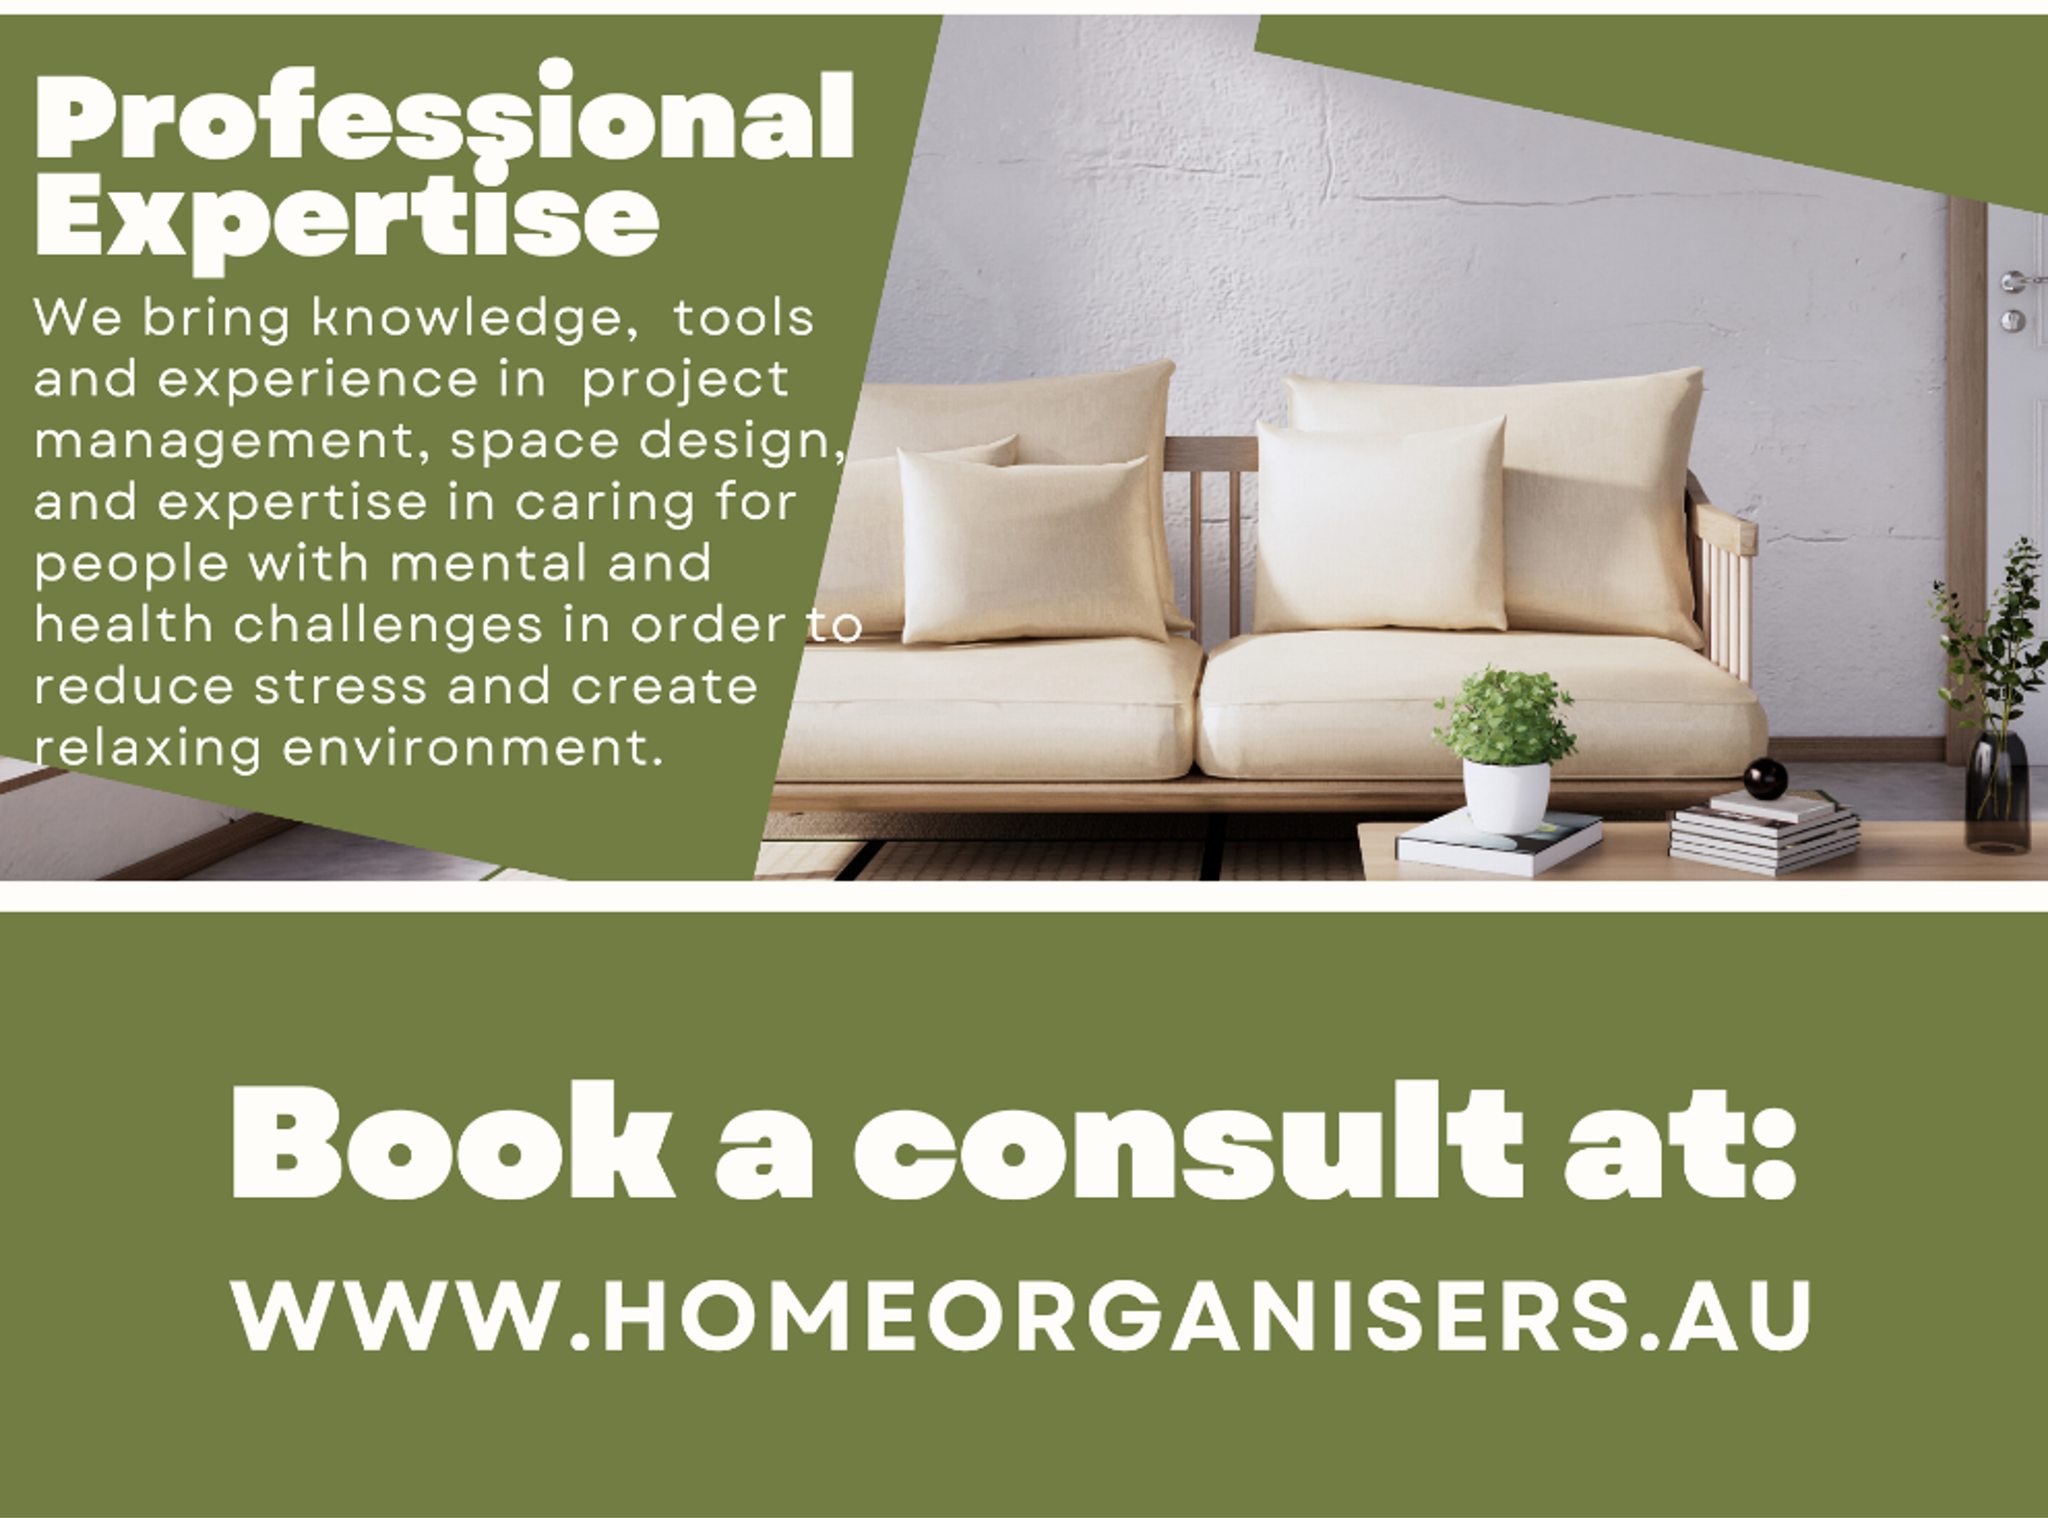 Professional
Expertise
We bring knowledge,  tools
and experience in  project
management, space design,
and expertise in caring for
people with mental and
health challenges in order to
reduce stress and create
relaxing environment.
Book a consult at:
WWW.HOMEORGANISERS.AU